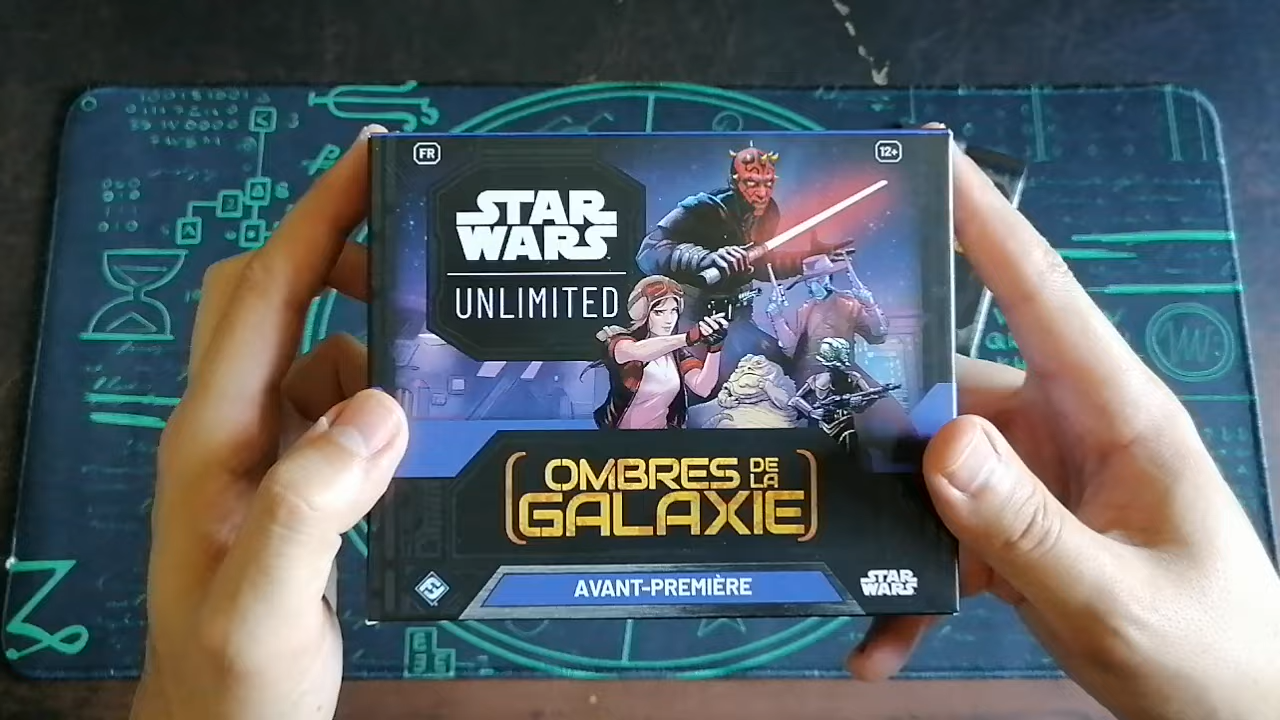 FR
12+
STAR
WARS
UNLIMITED
OMBRES DE LA
GALAXIE
AVANT-PREMIÈRE
STAR
WARS